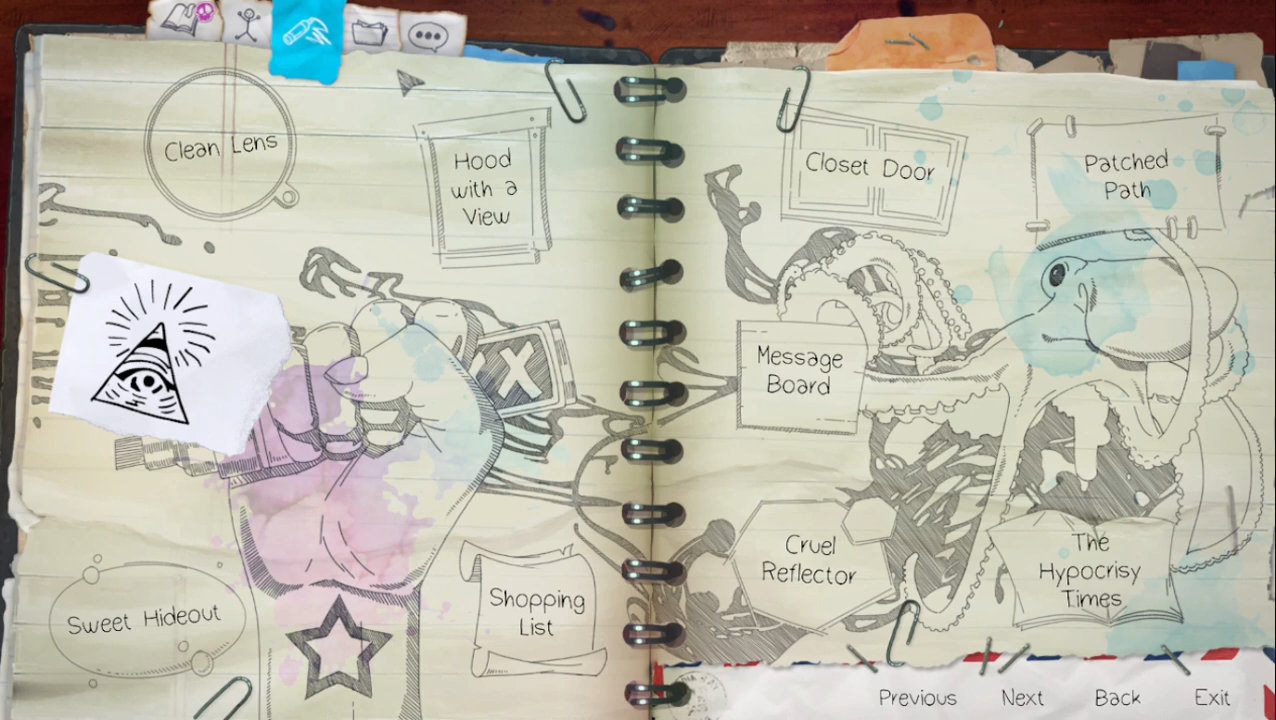 Clean Lens
Hood
with a
View
Sweet Hideout
Shopping
List
Closet Door
Patched
Path
Message
Board
Cruel
Reflector
The
Hypocrisy
Times
Previous
Next
Back
Exit